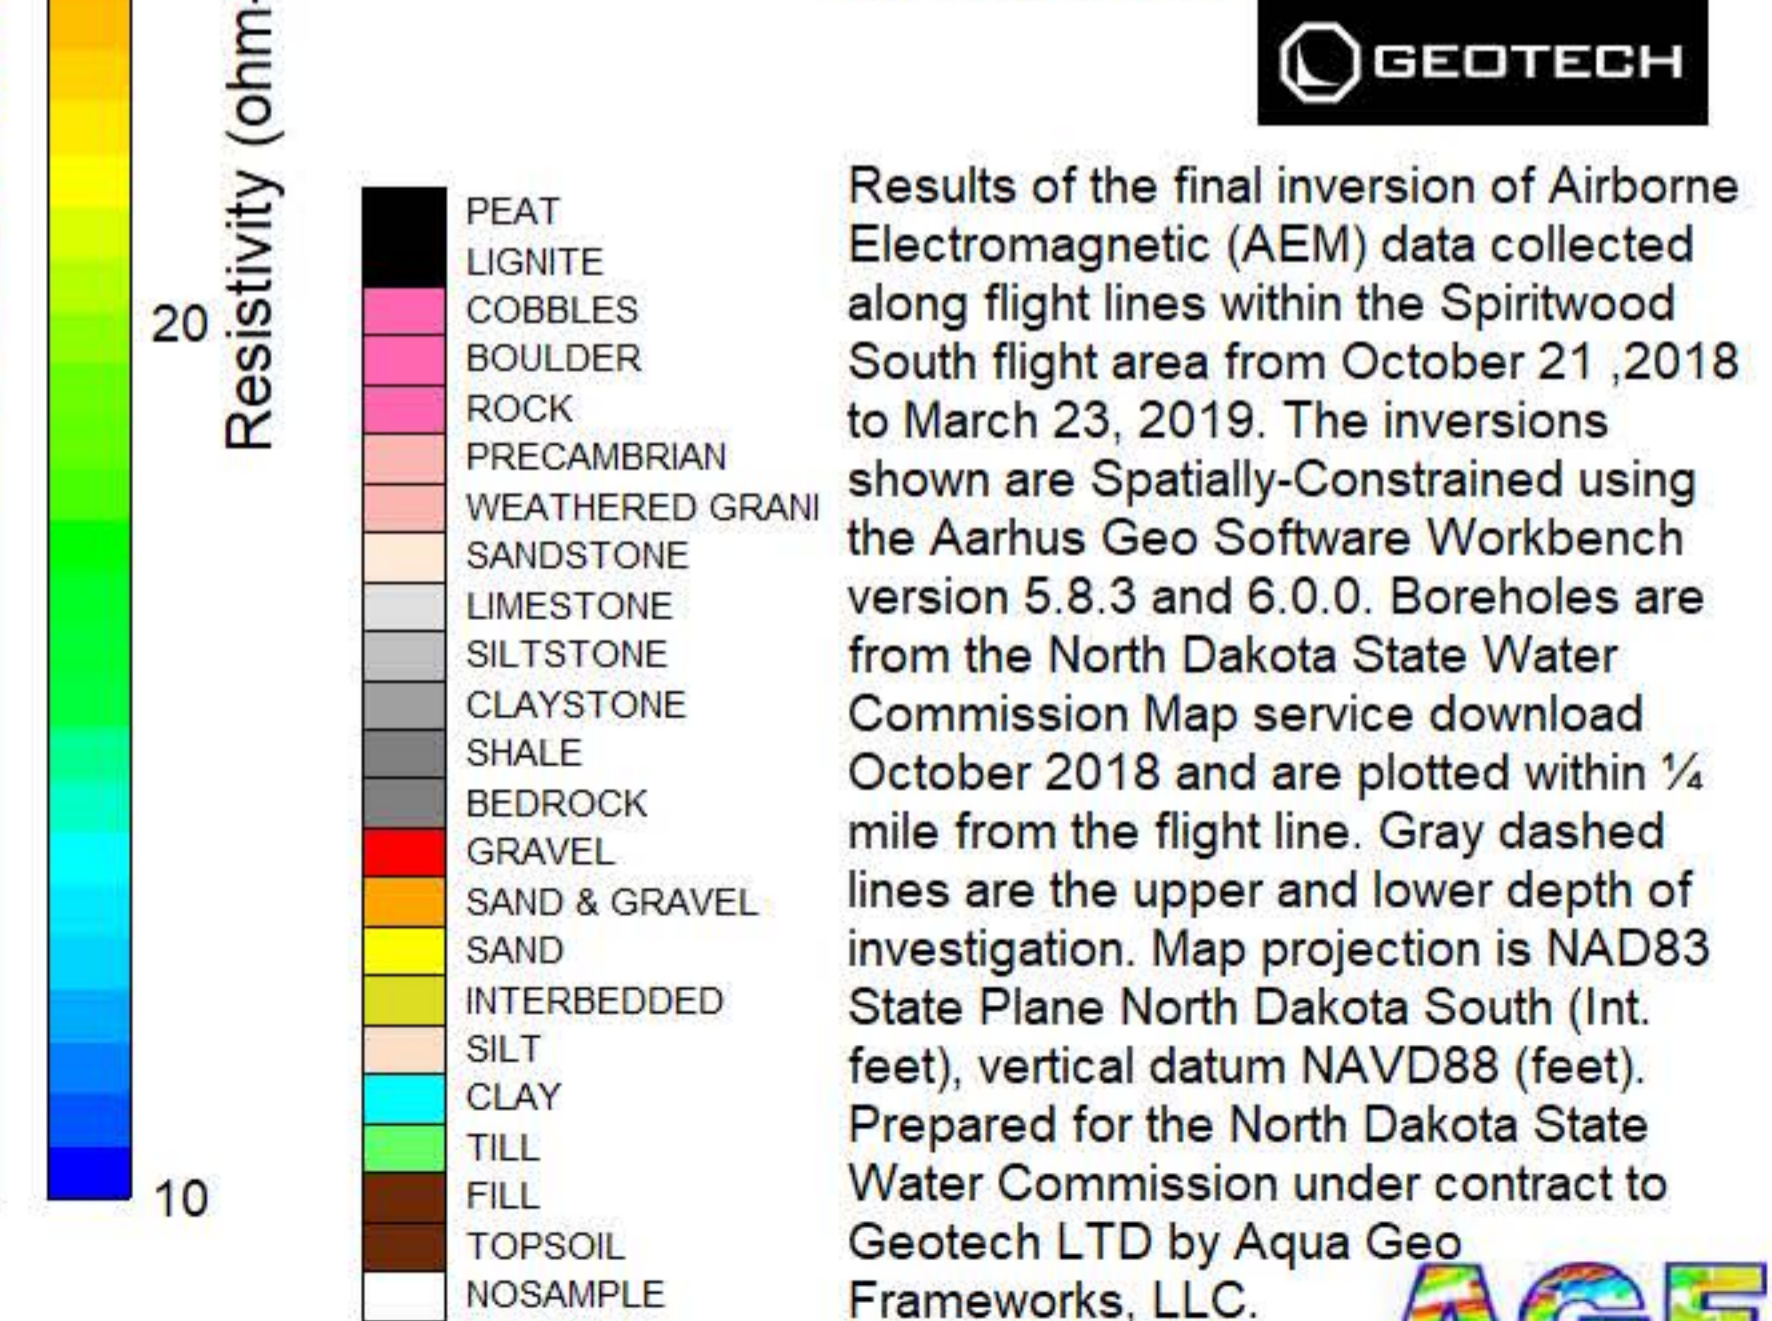 GEOTECH
20
10
Resistivity (ohm-
PEAT
LIGNITE
COBBLES
BOULDER
ROCK
PRECAMBRIAN
WEATHERED GRANI
SANDSTONE
LIMESTONE
SILTSTONE
CLAYSTONE
SHALE
BEDROCK
GRAVEL
SAND & GRAVEL
SAND
INTERBEDDED
SILT
CLAY
TILL
FILL
TOPSOIL
NOSAMPLE
Results of the final inversion of Airborne
Electromagnetic (AEM) data collected
along flight lines within the Spiritwood
South flight area from October 21 ,2018
to March 23, 2019. The inversions
shown are Spatially-Constrained using
the Aarhus Geo Software Workbench
version 5.8.3 and 6.0.0. Boreholes are
from the North Dakota State Water
Commission Map service download
October 2018 and are plotted within ¼
mile from the flight line. Gray dashed
lines are the upper and lower depth of
investigation. Map projection is NAD83
State Plane North Dakota South (Int.
feet), vertical datum NAVD88 (feet).
Prepared for the North Dakota State
Water Commission under contract to
Geotech LTD by Aqua Geo
Frameworks, LLC.
AGF